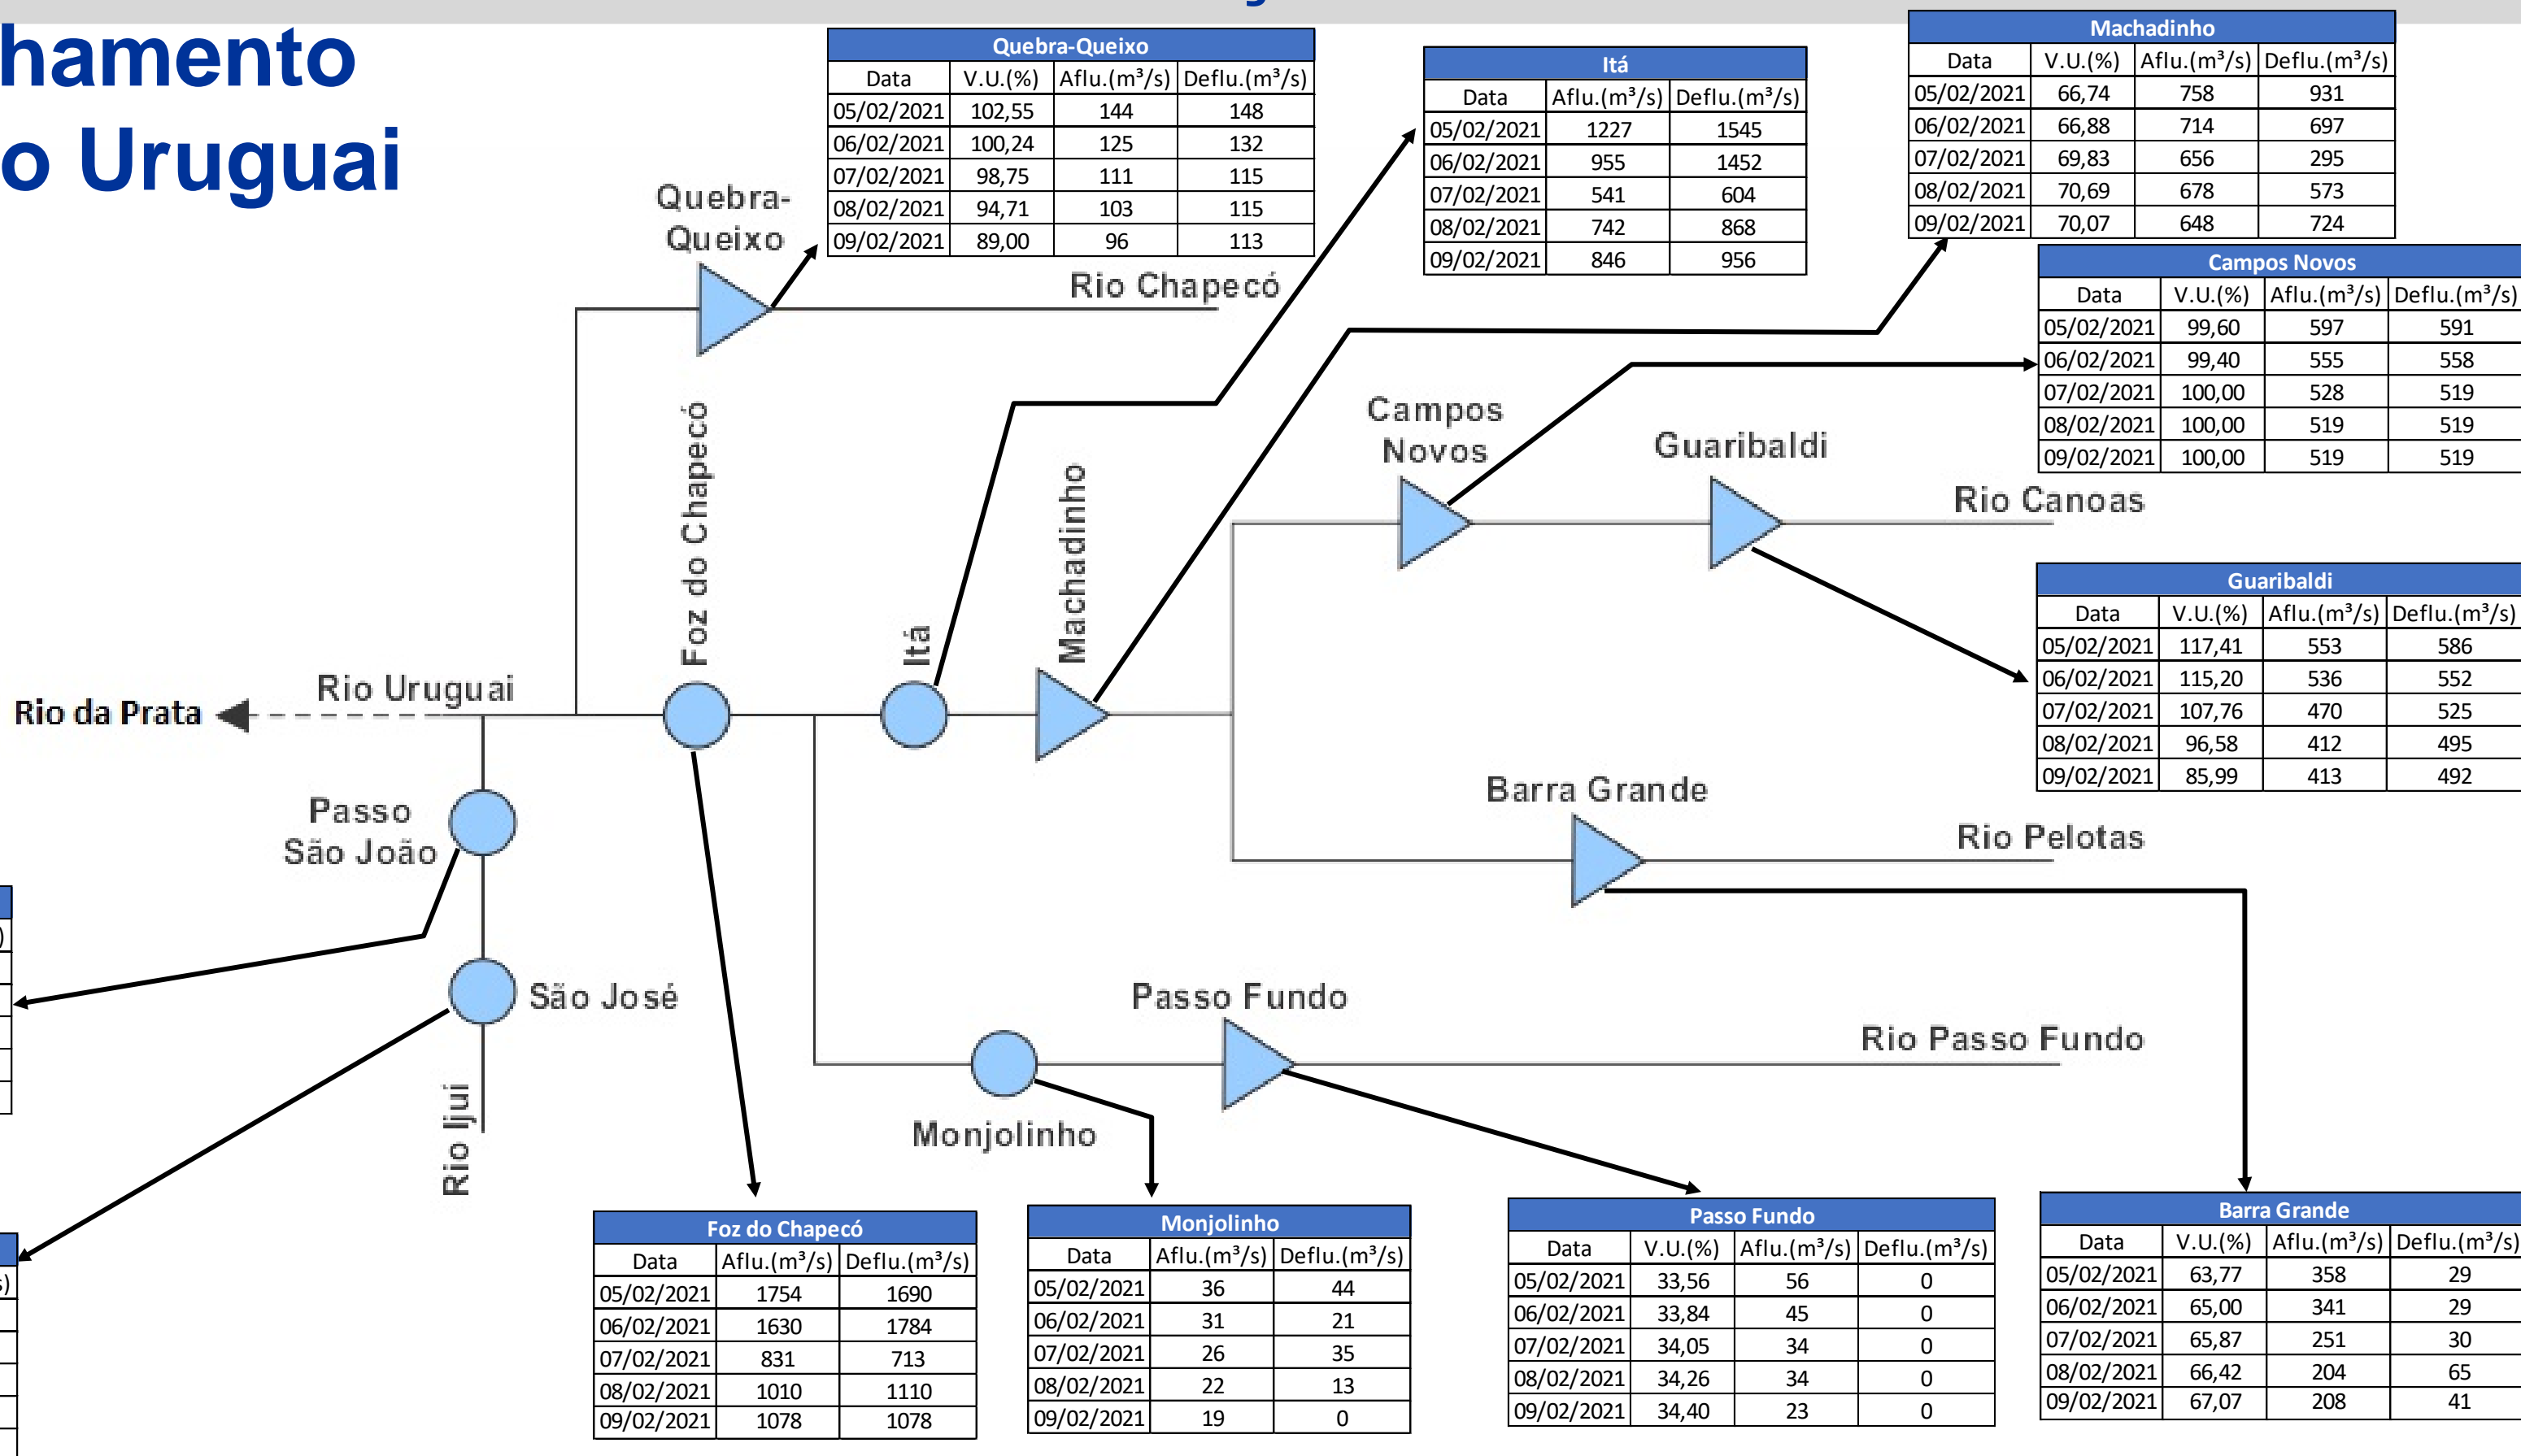 hamento
o Uruguai
Quebra-Queixo
Data V.U.(%) Aflu.(m³/s) Deflu.(m³/s)
05/02/2021 102,55 144 148
06/02/2021 100,24 125 132
07/02/2021 98,75 111 115
08/02/2021 94,71 103 115
09/02/2021 89,00 96 113
Itá
Data Aflu.(m³/s) Deflu.(m³/s)
05/02/2021 1227 1545
06/02/2021 955 1452
07/02/2021 541 604
08/02/2021 742 868
09/02/2021 846 956
Machadinho
Data V.U.(%) Aflu.(m³/s) Deflu.(m³/s)
05/02/2021 66,74 758 931
06/02/2021 66,88 714 697
07/02/2021 69,83 656 295
08/02/2021 70,69 678 573
09/02/2021 70,07 648 724
Campos Novos
Data V.U.(%) Aflu.(m³/s) Deflu.(m³/s)
05/02/2021 99,60 597 591
06/02/2021 99,40 555 558
07/02/2021 100,00 528 519
08/02/2021 100,00 519 519
09/02/2021 100,00 519 519
Quebra-
Queixo
Rio Chapecó
Foz do Chapecó
Itá
Machadinho
Campos
Novos
Guaribaldi
Rio Canoas
Guaribaldi
Data V.U.(%) Aflu.(m³/s) Deflu.(m³/s)
05/02/2021 117,41 553 586
06/02/2021 115,20 536 552
07/02/2021 107,76 470 525
08/02/2021 96,58 412 495
09/02/2021 85,99 413 492
Rio da Prata
Rio Uruguai
Passo
São João
Barra Grande
Rio Pelotas
São José
Rio Ijui
Passo Fundo
Rio Passo Fundo
Monjolinho
)
s)
Foz do Chapecó
Data Aflu.(m³/s) Deflu.(m³/s)
05/02/2021 1754 1690
06/02/2021 1630 1784
07/02/2021 831 713
08/02/2021 1010 1110
09/02/2021 1078 1078
Monjolinho
Data Aflu.(m³/s) Deflu.(m³/s)
05/02/2021 36 44
06/02/2021 31 21
07/02/2021 26 35
08/02/2021 22 13
09/02/2021 19 0
Passo Fundo
Data V.U.(%) Aflu.(m³/s) Deflu.(m³/s)
05/02/2021 33,56 56 0
06/02/2021 33,84 45 0
07/02/2021 34,05 34 0
08/02/2021 34,26 34 0
09/02/2021 34,40 23 0
Barra Grande
Data V.U.(%) Aflu.(m³/s) Deflu.(m³/s)
05/02/2021 63,77 358 29
06/02/2021 65,00 341 29
07/02/2021 65,87 251 30
08/02/2021 66,42 204 65
09/02/2021 67,07 208 41